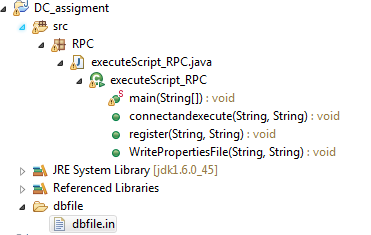 DC_assigment
src
RPC
executeScript_RPC.java
executeScript_RPC
S main(String[]) : void
connectandexecute(String, String) : void
register(String, String) : void
WritePropertiesFile(String, String) : void
JRE System Library [jdk1.6.0_45]
Referenced Libraries
dbfile
dbfile.in